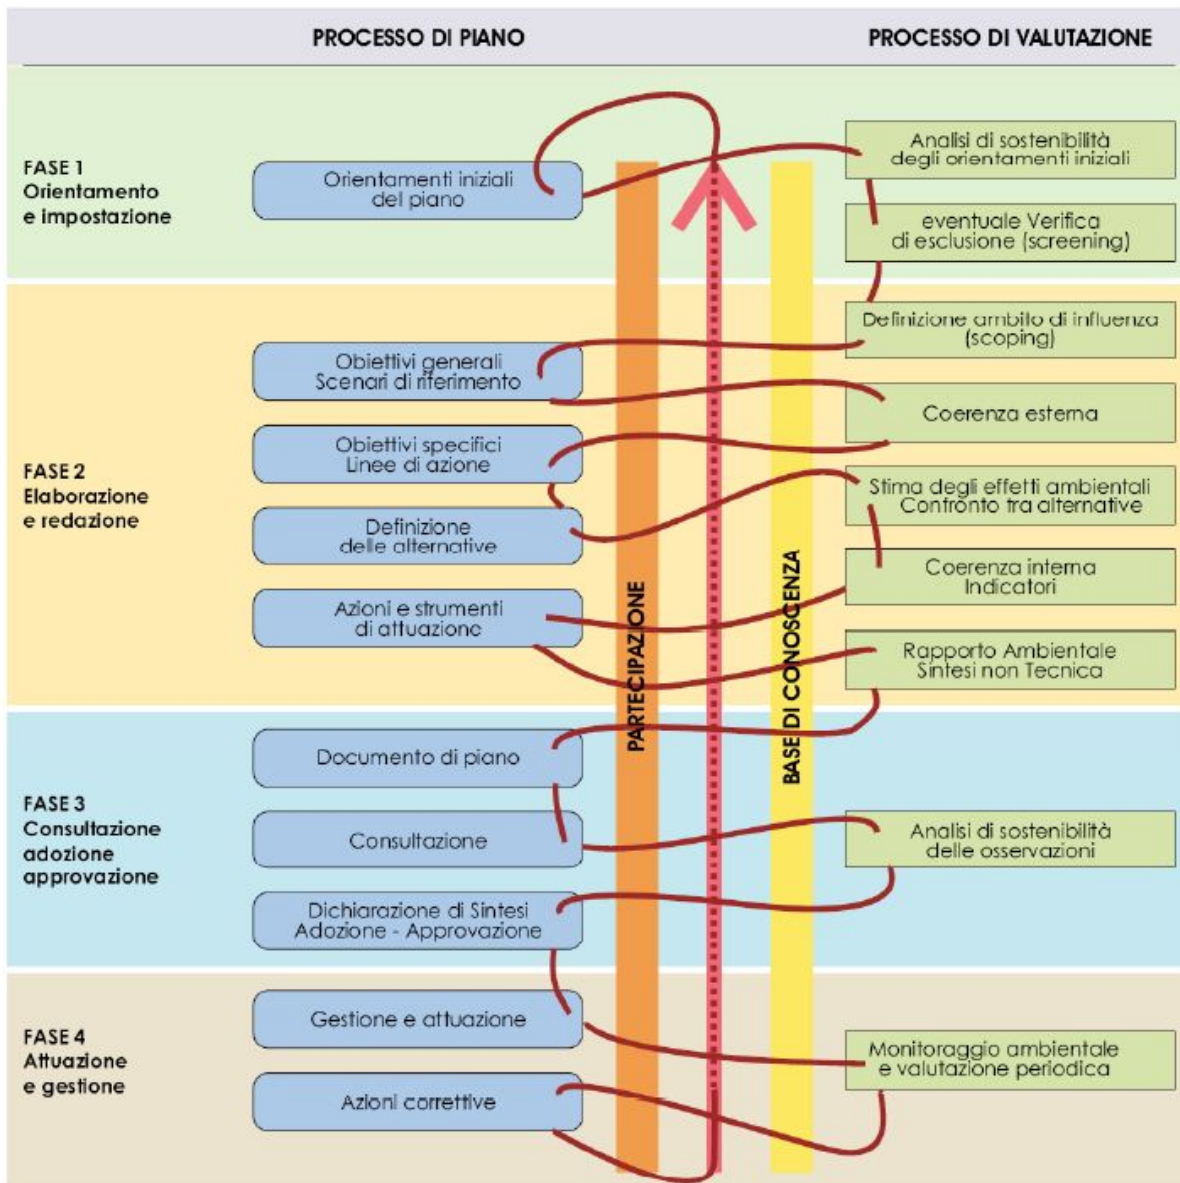 PROCESSO DI PIANO
PROCESSO DI VALUTAZIONE
FASE 1
Orientamento
e impostazione
Orientamenti iniziali
del piano
Analisi di sostenibilità
degli orientamenti iniziali
eventuale Verifica
di esclusione (screening)
FASE 2
Elaborazione
e redazione
Obiettivi generali
Scenari di riferimento
Obiettivi specifici
Linee di azione
Definizione
delle alternative
Azioni e strumenti
di attuazione
PARTECIPAZIONE
BASE DI CONOSCENZA
Definizione ambito di influenza
(scoping)
Coerenza esterna
Stima degli effetti ambientali
Confronto tra alternative
Coerenza interna
Indicatori
Rapporto Ambientale
Sintesi non Tecnica
FASE 3
Consultazione
adozione
approvazione
Documento di piano
Consultazione
Dichiarazione di Sintesi
Adozione - Approvazione
Analisi di sostenibilità
delle osservazioni
FASE 4
Attuazione
e gestione
Gestione e attuazione
Azioni correttive
Monitoraggio ambientale
e valutazione periodica